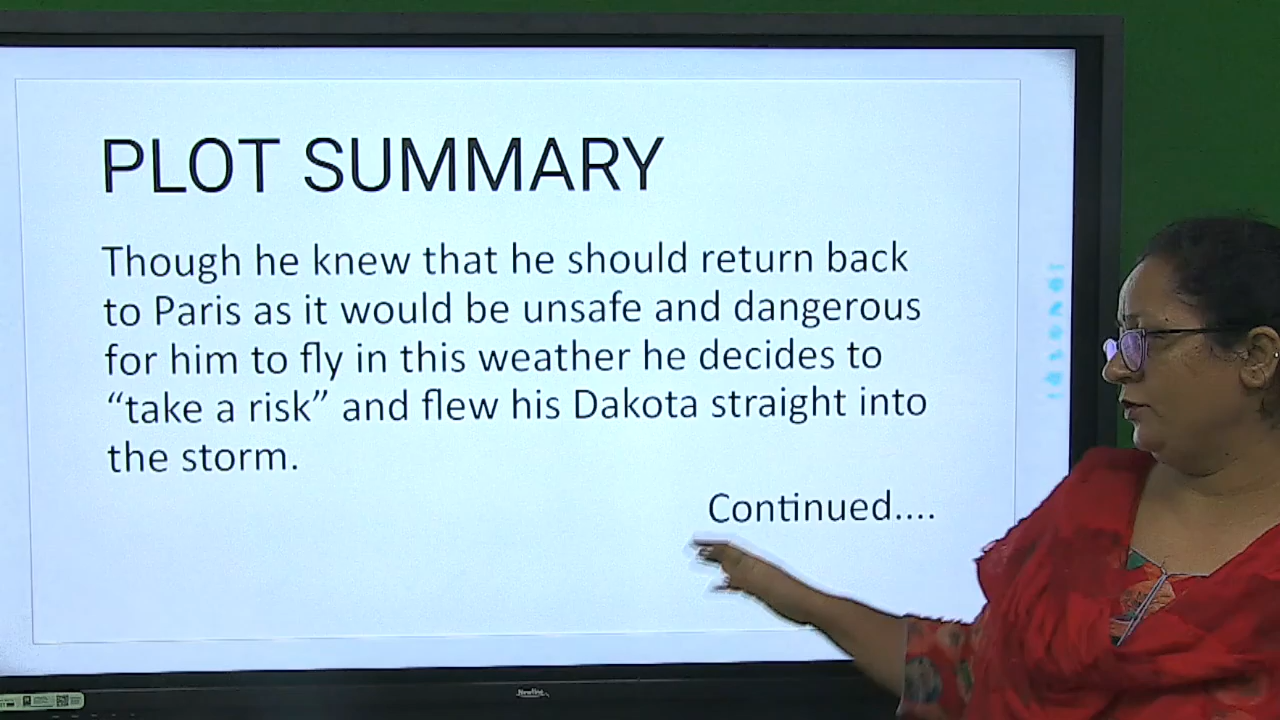 PLOT SUMMARY
Though he knew that he should return back
to Paris as it would be unsafe and dangerous
for him to fly in this weather he decides to
“take a risk” and flew his Dakota straight into
the storm.
Continued....
Newline